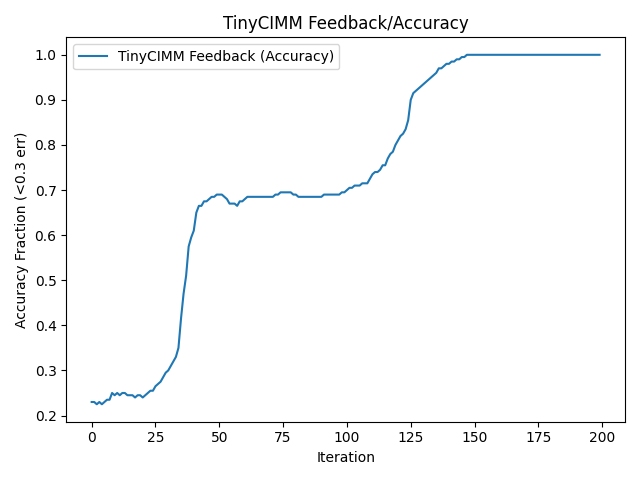 TinyCIMM Feedback/Accuracy
TinyCIMM Feedback (Accuracy)
Accuracy Fraction (<0.3 err)
1.0
0.9
0.8
0.7
0.6
0.5
0.4
0.3
0.2
0 25 50 75 100 125 150 175 200
Iteration